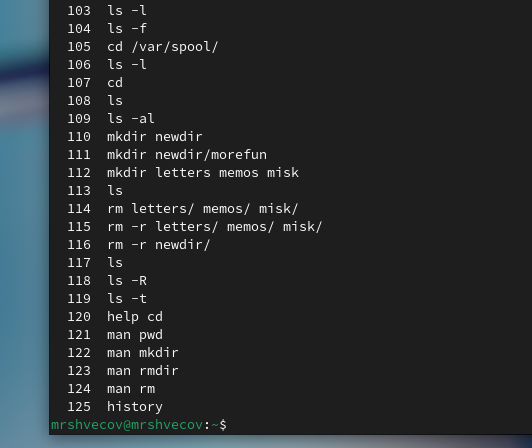 103 ls -l
104 ls -f
105 cd /var/spool/
106 ls -l
107 cd
108 ls
109 ls -al
110 mkdir newdir
111 mkdir newdir/morefun
112 mkdir letters memos misk
113 ls
114 rm letters/ memos/ misk/
115 rm -r letters/ memos/ misk/
116 rm -r newdir/
117 ls
118 ls -R
119 ls -t
120 help cd
121 man pwd
122 man mkdir
123 man rmdir
124 man rm
125 history
mrshvecov@mrshvecov:~$